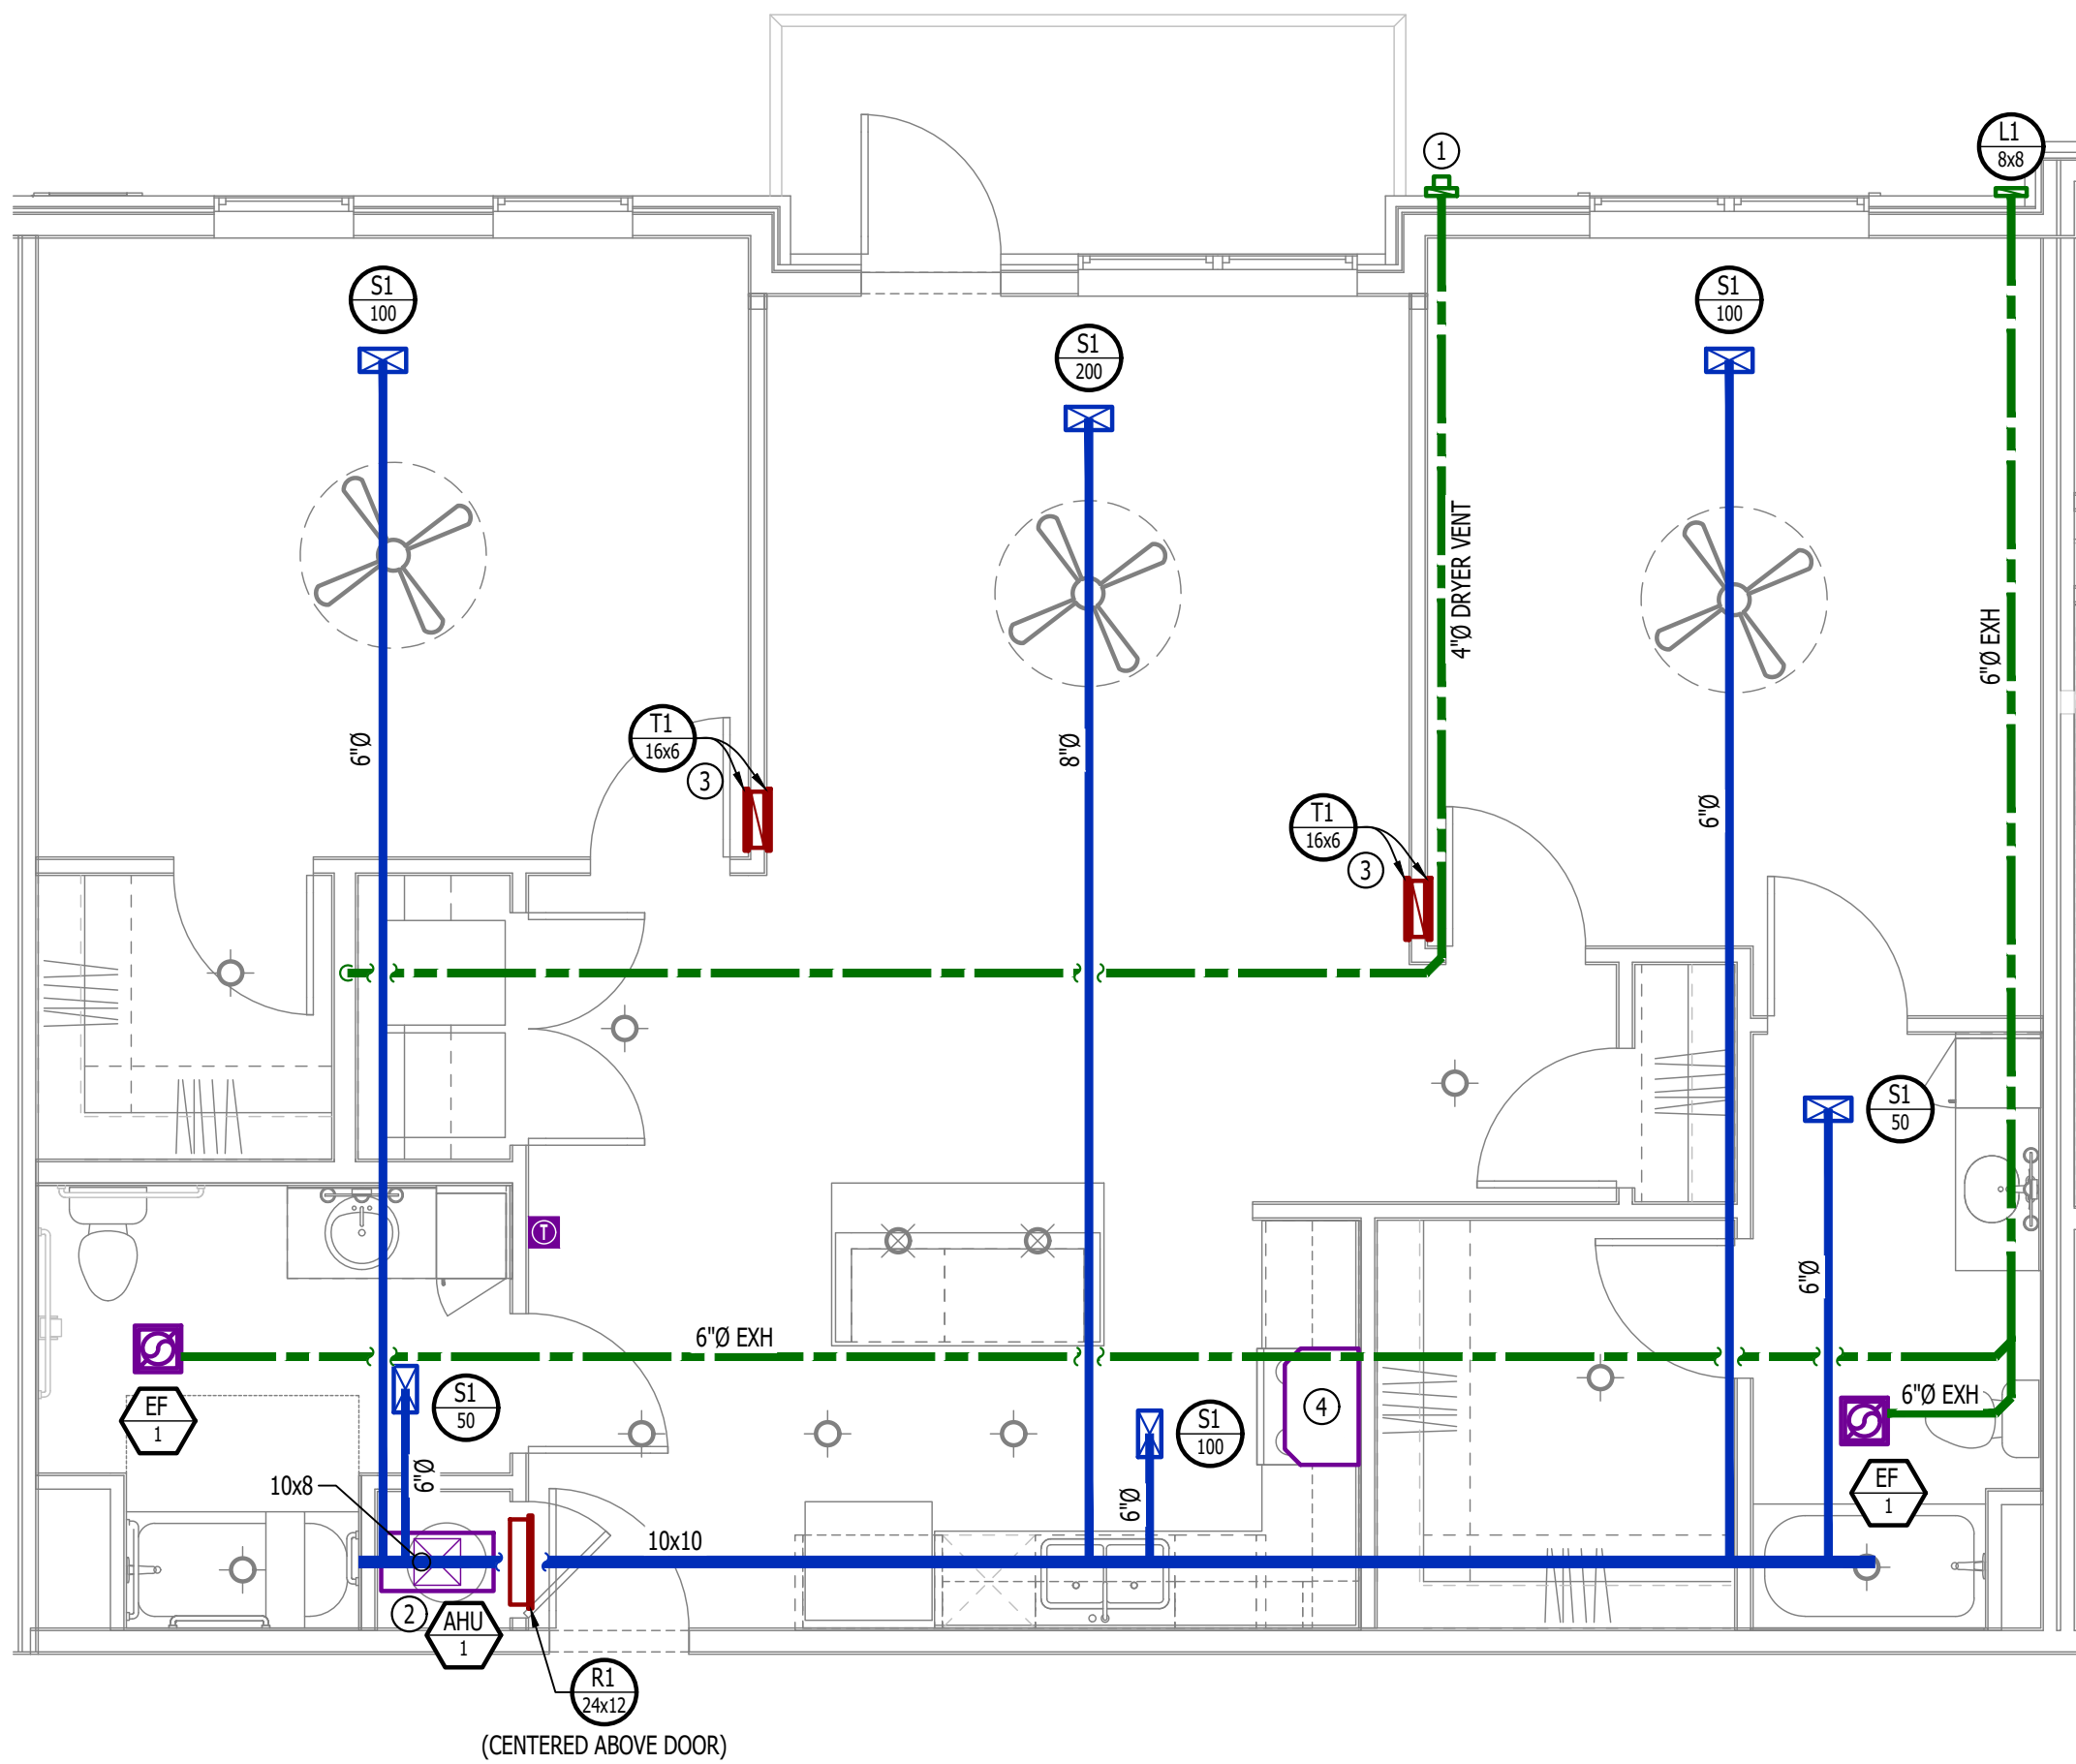 1
L1
8x8
S1
100
S1
200
S1
100
4"Ø DRYER VENT
6"Ø EXH
T1
16x6
3
6"Ø
8"Ø
6"Ø
T1
16x6
3
S1
50
T
6"Ø
6"Ø EXH
6"Ø EXH
EF
1
S1
50
S1
100
4
6"Ø
10x8
6"Ø
EF
1
10x10
2
AHU
1
R1
24x12
(CENTERED ABOVE DOOR)